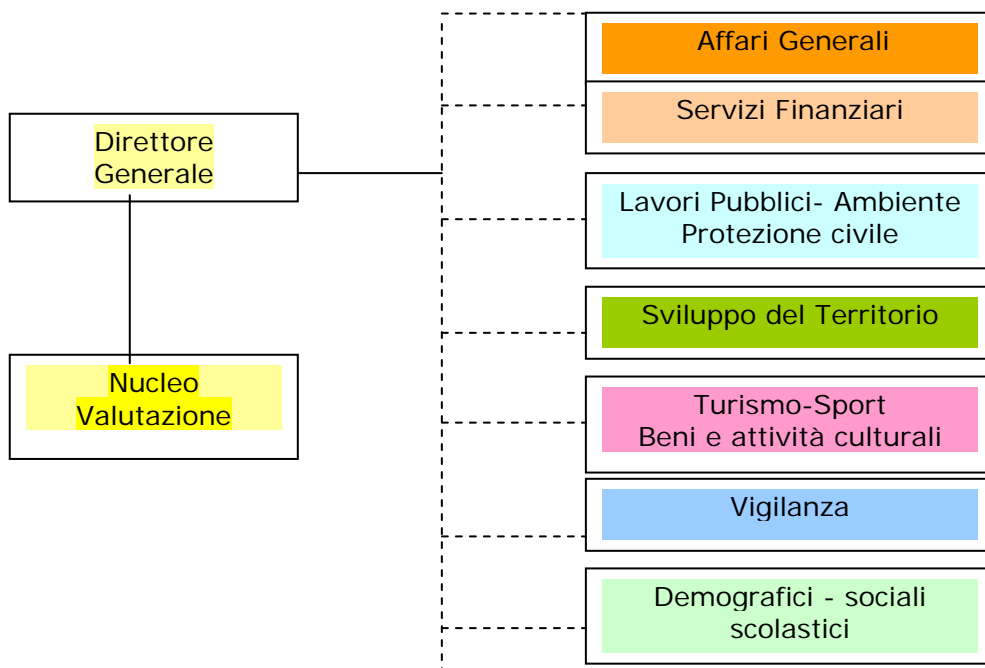 Direttore
Generale
Nucleo
Valutazione
Affari Generali
Servizi Finanziari
Lavori Pubblici- Ambiente
Protezione civile
Sviluppo del Territorio
Turismo-Sport
Beni e attività culturali
Vigilanza
Demografici - sociali
scolastici